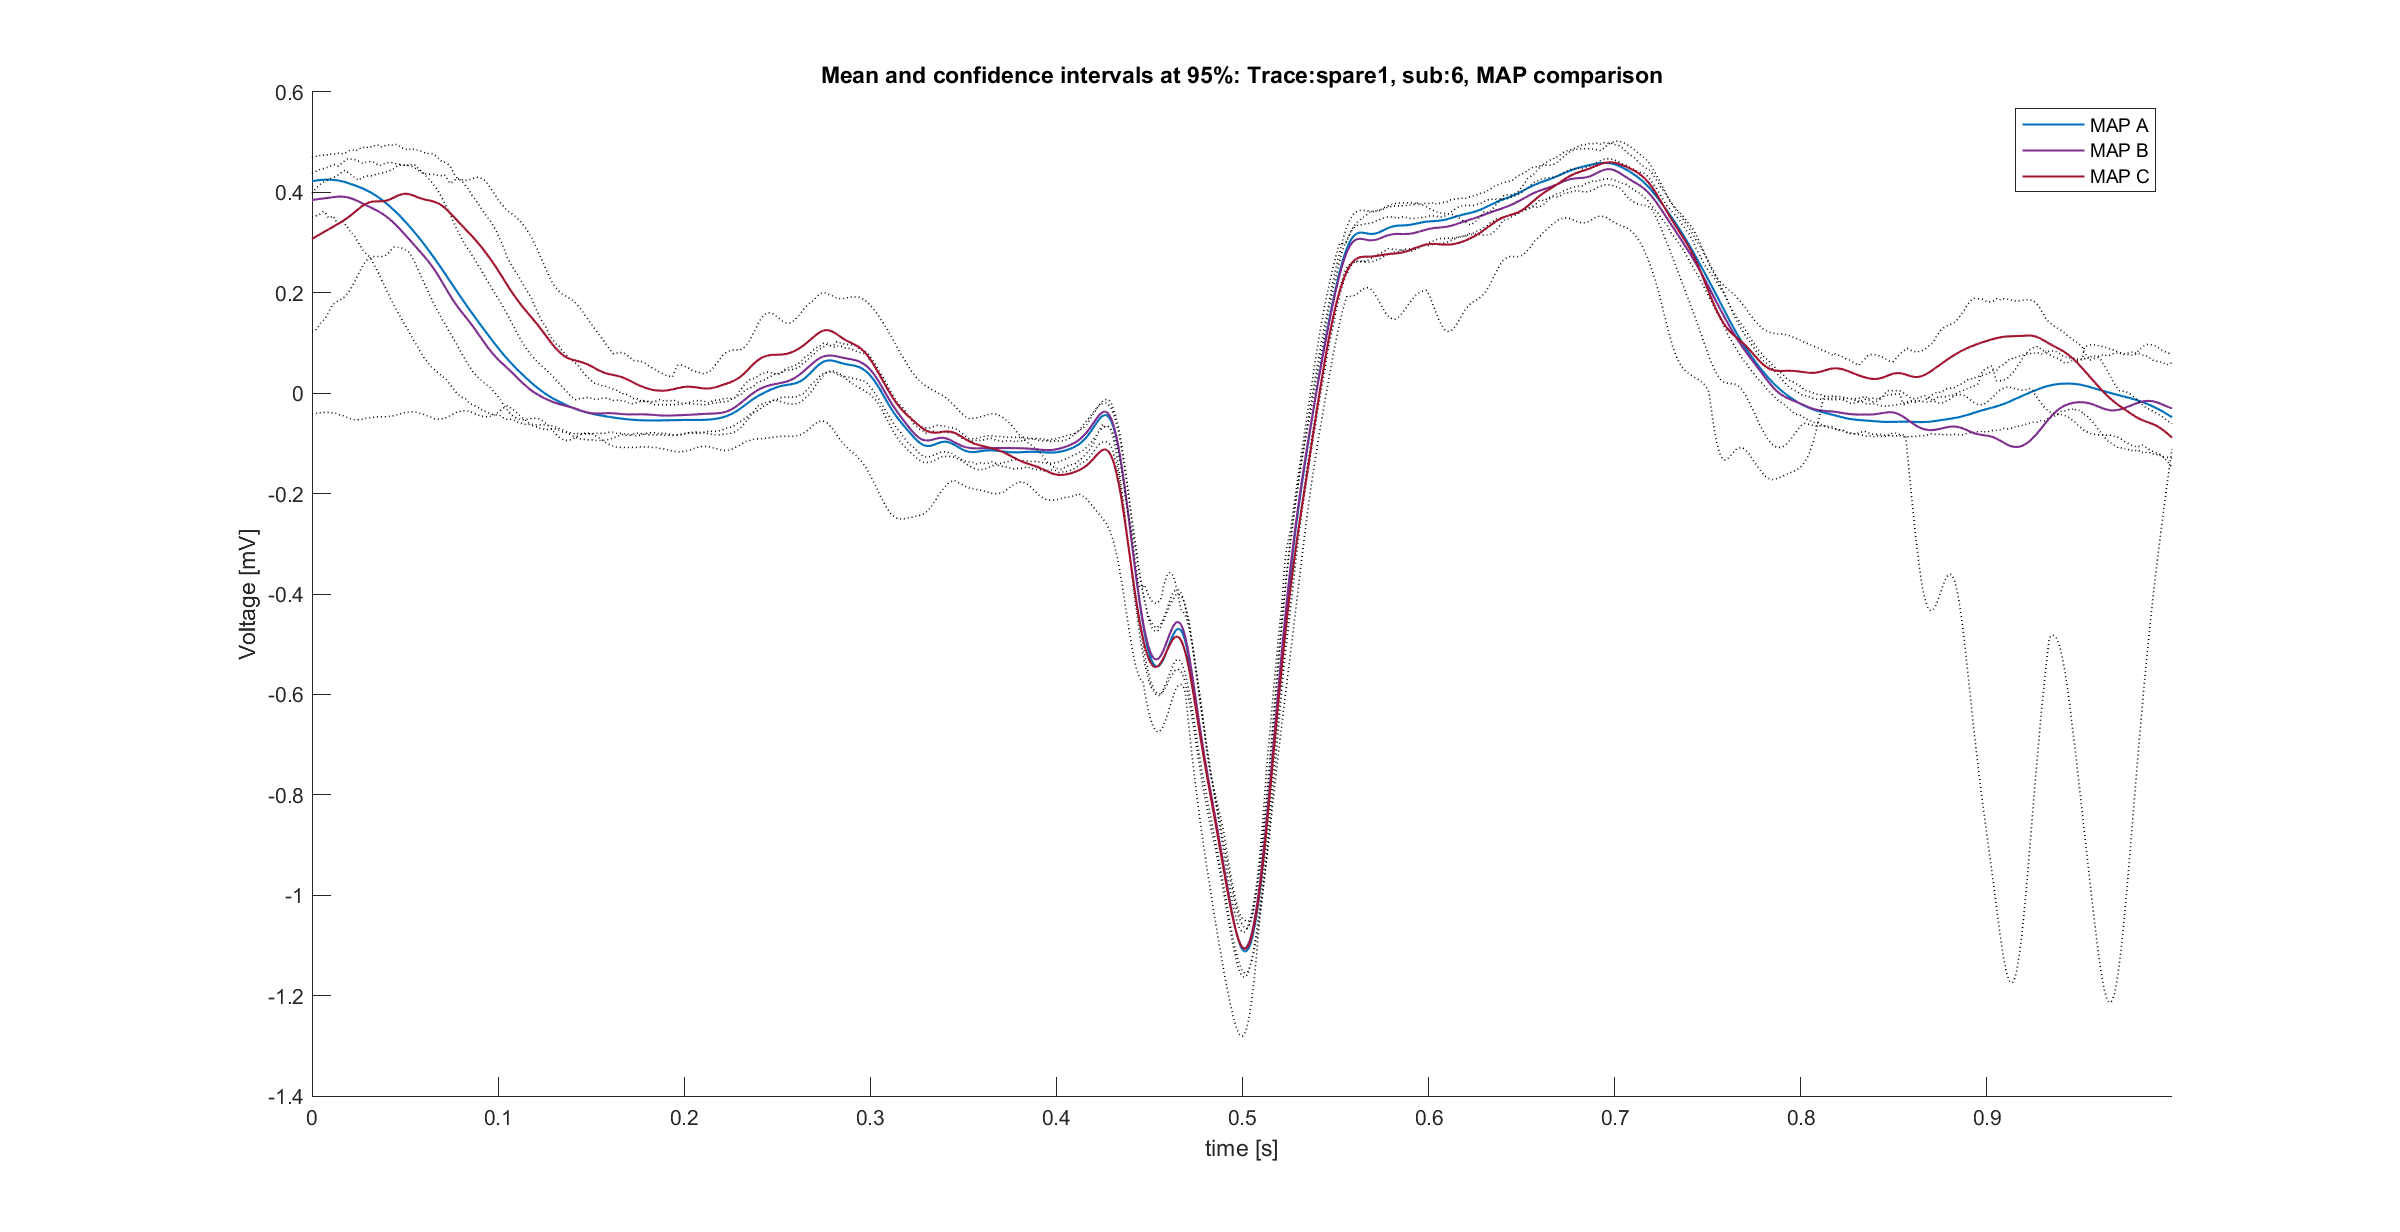 Mean and confidence intervals at 95%: Trace:spare1, sub:6, MAP comparison
0.6
0.4
0.2
0
-0.2
-0.4
-0.6
-0.8
-1
-1.2
-1.4
Voltage [mV]
MAP A
MAP B
MAP C
0 0.1 0.2 0.3 0.4 0.5 0.6 0.7 0.8 0.9
time [s]